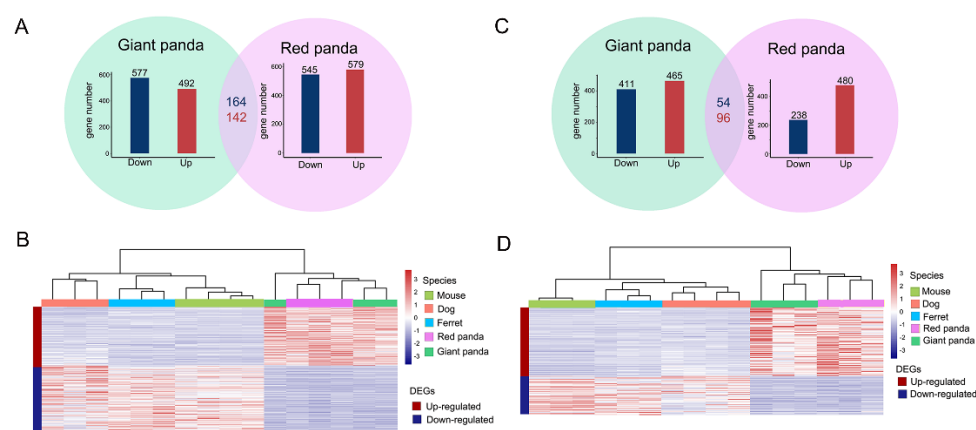 A
Giant panda
Red panda
gene number
600
400
200
0
577
492
Down
Up
164
142
gene number
600
400
200
0
545
579
Down
Up
C
Giant panda
Red panda
gene number
600
400
200
0
411
465
Down
Up
54
96
gene number
600
400
200
0
238
480
Down
Up
B
3
2
1
0
-1
-2
-3
Species
Mouse
Dog
Ferret
Red panda
Giant panda
DEGs
Up-regulated
Down-regulated
D
3
2
1
0
-1
-2
-3
Species
Mouse
Dog
Ferret
Red panda
Giant panda
DEGs
Up-regulated
Down-regulated